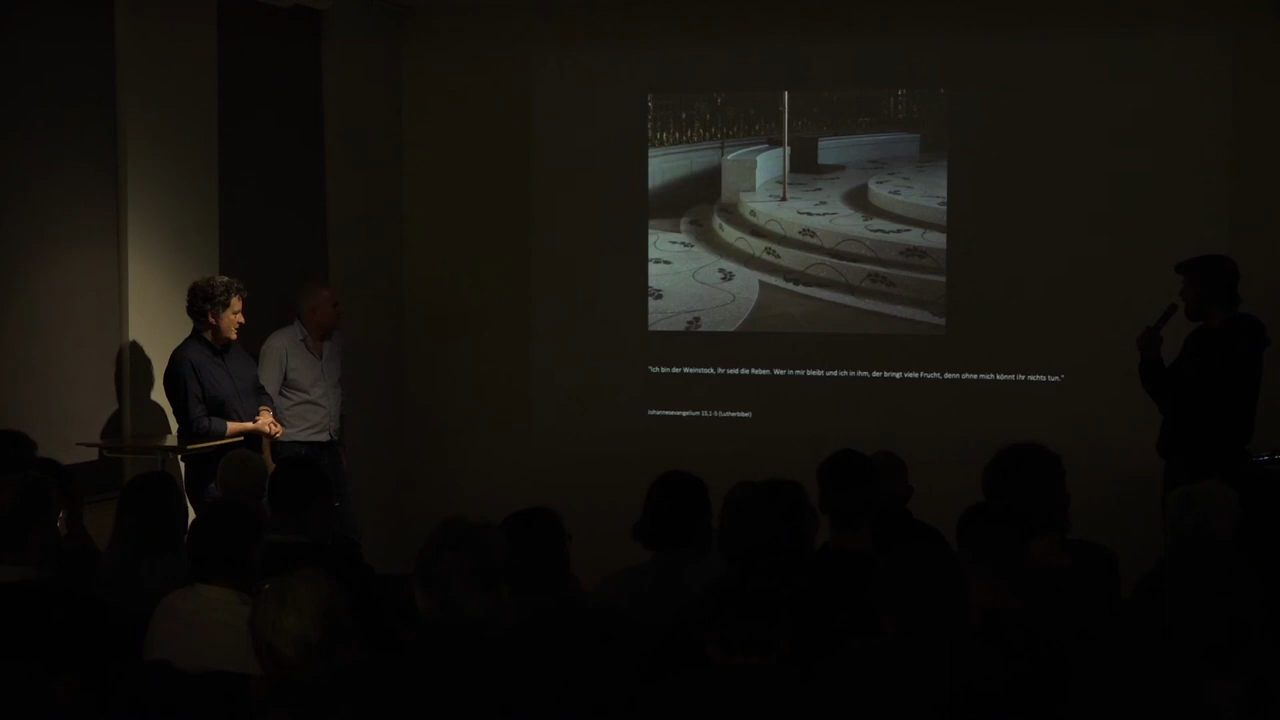 "Ich bin der Weinstock, ihr seid die Reben. Wer in mir bleibt und ich in ihm, der bringt viele Frucht, denn ohne mich könnt ihr nichts tun."
Johannesevangelium 15,1-5 (Lutherbibel)